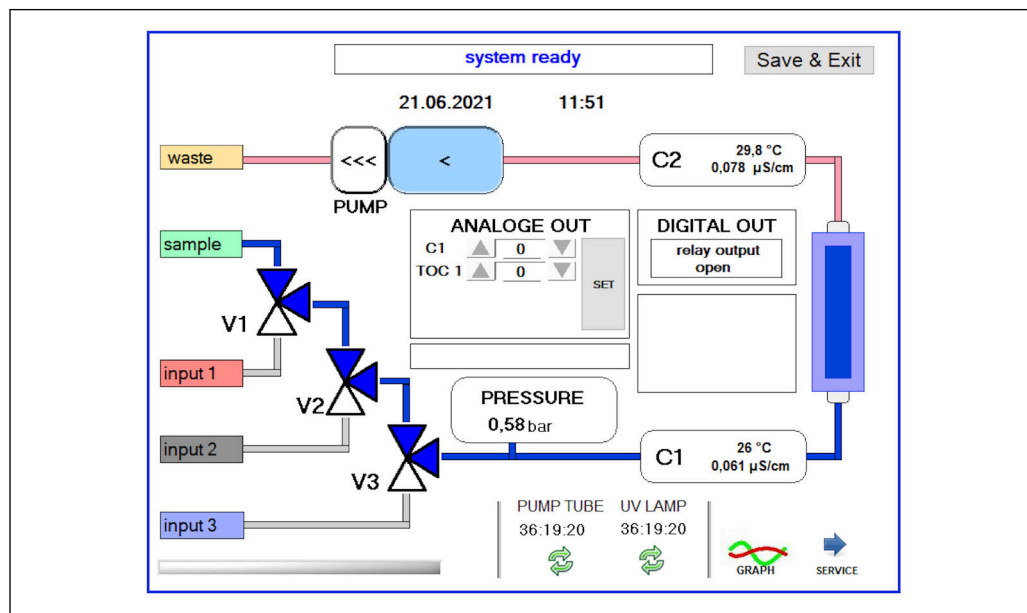 system ready
Save & Exit
21.06.2021 11:51
waste
<<<
<
C2
29,8 °C
0,078 µS/cm
PUMP
ANALOGE OUT
C1 0
TOC 1 0
SET
DIGITAL OUT
relay output
open
sample
V1
input 1
V2
PRESSURE
0,58 bar
input 2
V3
C1
26 °C
0,061 µS/cm
input 3
PUMP TUBE UV LAMP
36:19:20 36:19:20
GRAPH SERVICE